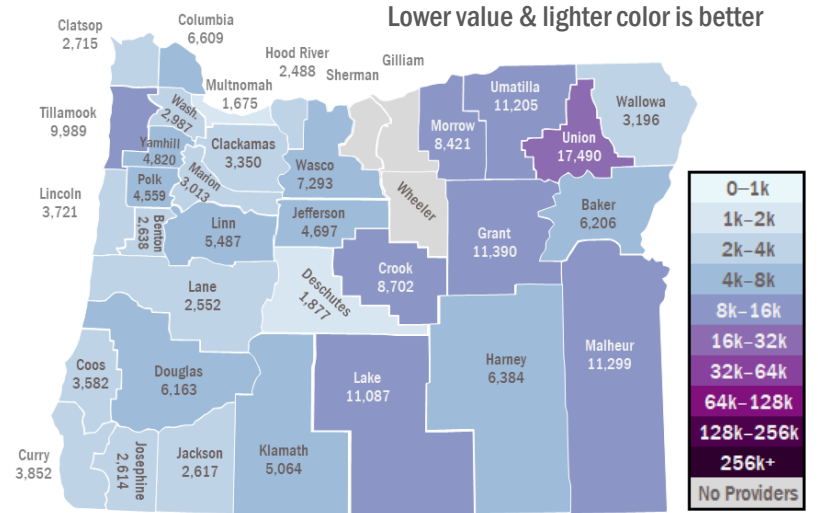 Lower value & lighter color is better
Clatsop
2,715
Columbia
6,609
Hood River
2,488
Sherman
Gilliam
Multnomah
1,675
Tillamook
9,989
Wash.
2,987
Yamhill
4,820
Clackamas
3,350
Wasco
7,293
Morrow
8,421
Umatilla
11,205
Union
17,490
Wallowa
3,196
Lincoln
3,721
Polk
4,559
Marion
3,013
Benton
2,638
Linn
5,487
Jefferson
4,697
Wheeler
Grant
11,390
Baker
6,206
Lane
2,552
Deschutes
1,877
Crook
8,702
Coos
3,582
Douglas
6,163
Lake
11,087
Harney
6,384
Malheur
11,299
Curry
3,852
Josephine
2,614
Jackson
2,617
Klamath
5,064
0–1k
1k–2k
2k–4k
4k–8k
8k–16k
16k–32k
32k–64k
64k–128k
128k–256k
256k+
No Providers